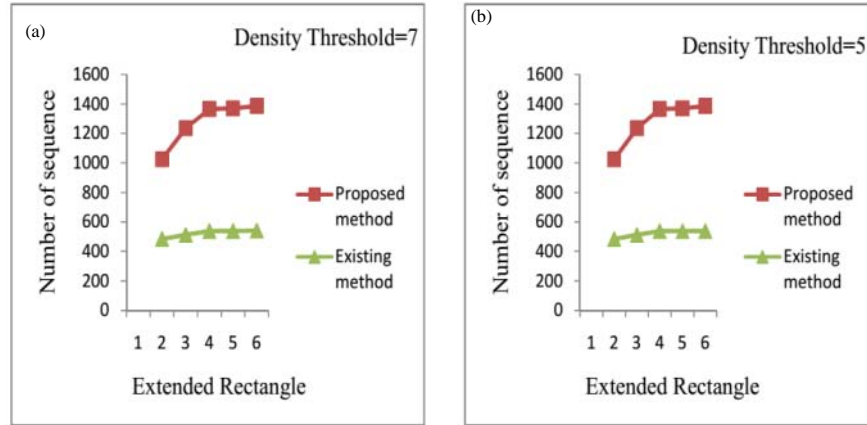 (a)
Density Threshold=7
1600
1400
1200
1000
800
600
400
200
0
Number of sequence
Proposed
method
Existing
method
1 2 3 4 5 6
Extended Rectangle
(b)
Density Threshold=5
1600
1400
1200
1000
800
600
400
200
0
Number of sequence
Proposed
method
Existing
method
1 2 3 4 5 6
Extended Rectangle